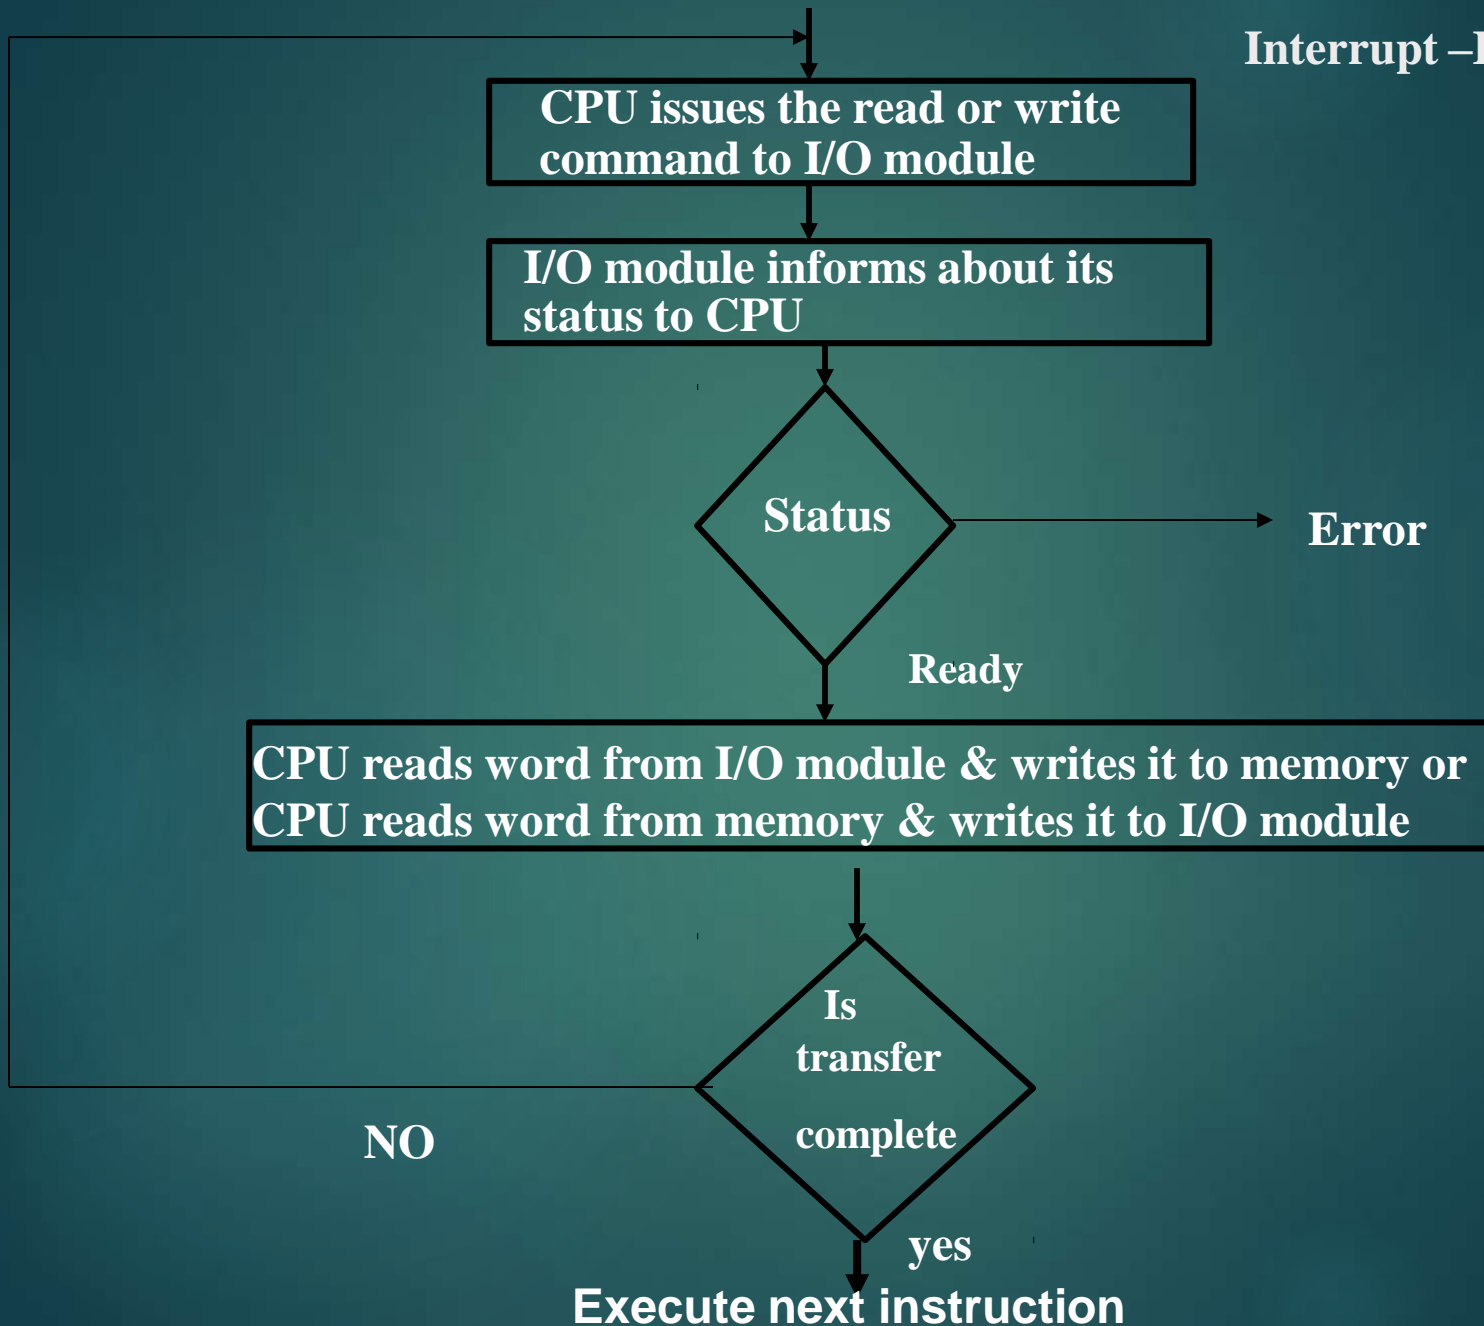 Interrupt –I
CPU issues the read or write
command to I/O module
I/O module informs about its
status to CPU
Status
Error
Ready
CPU reads word from I/O module & writes it to memory or
CPU reads word from memory & writes it to I/O module
Is
transfer
complete
NO
yes
Execute next instruction